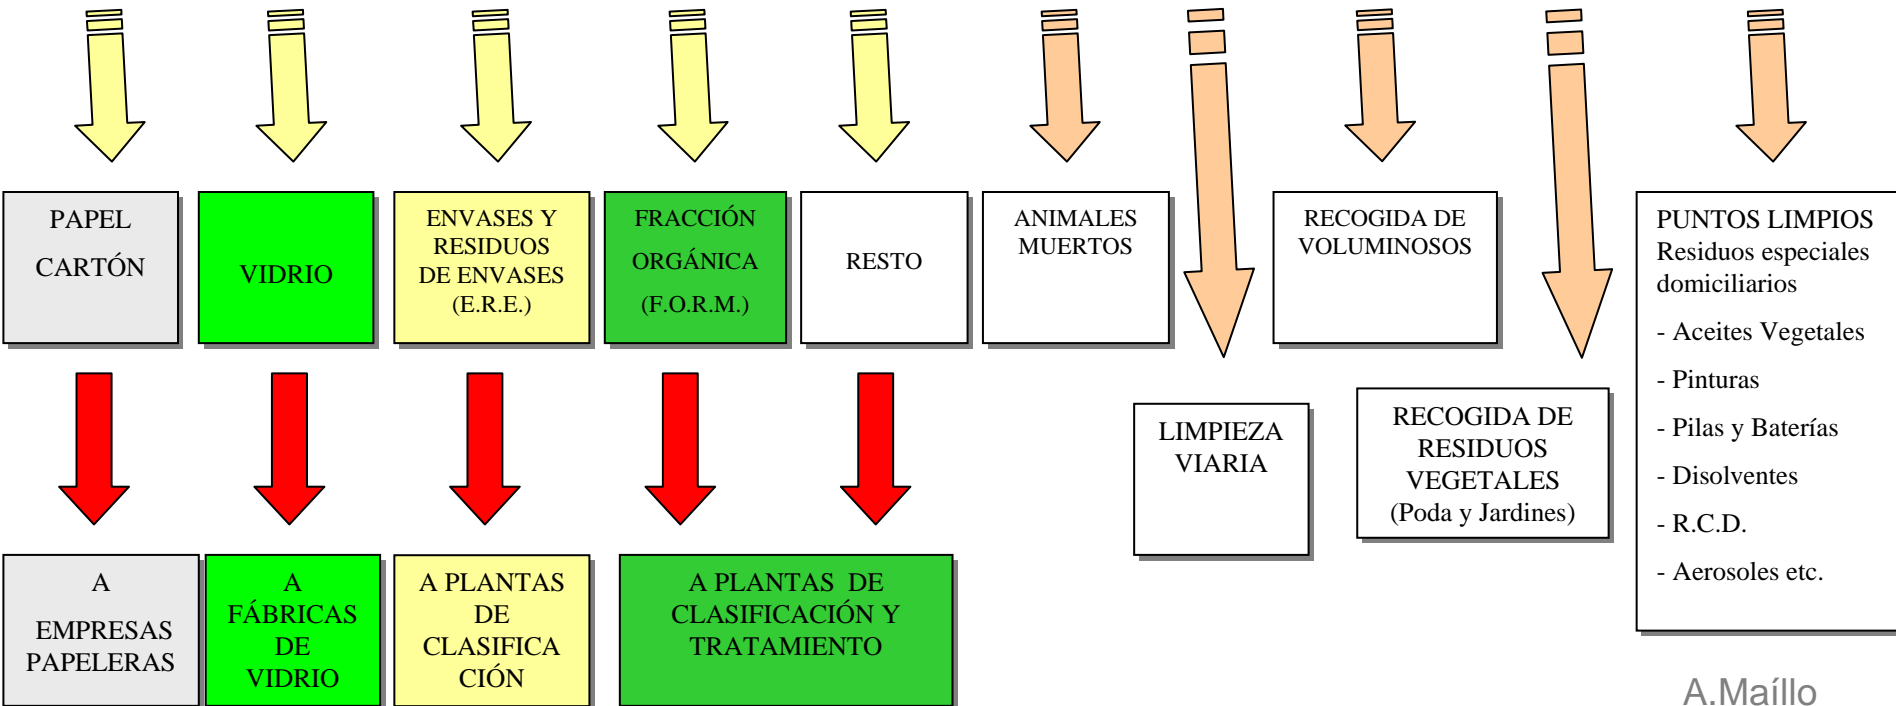 PAPEL
CARTÓN
VIDRIO
ENVASES Y
RESIDUOS
DE ENVASES
(E.R.E.)
FRACCIÓN
ORGÁNICA
(F.O.R.M.)
RESTO
ANIMALES
MUERTOS
RECOGIDA DE
VOLUMINOSOS
PUNTOS LIMPIOS
Residuos especiales
domiciliarios
- Aceites Vegetales
- Pinturas
- Pilas y Baterías
- Disolventes
- R.C.D.
- Aerosoles etc.
LIMPIEZA
VIARIA
RECOGIDA DE
RESIDUOS
VEGETALES
(Poda y Jardines)
A
EMPRESAS
PAPELERAS
A
FÁBRICAS
DE
VIDRIO
A PLANTAS
DE
CLASIFICA
CIÓN
A PLANTAS DE
CLASIFICACIÓN Y
TRATAMIENTO
A.Maíllo